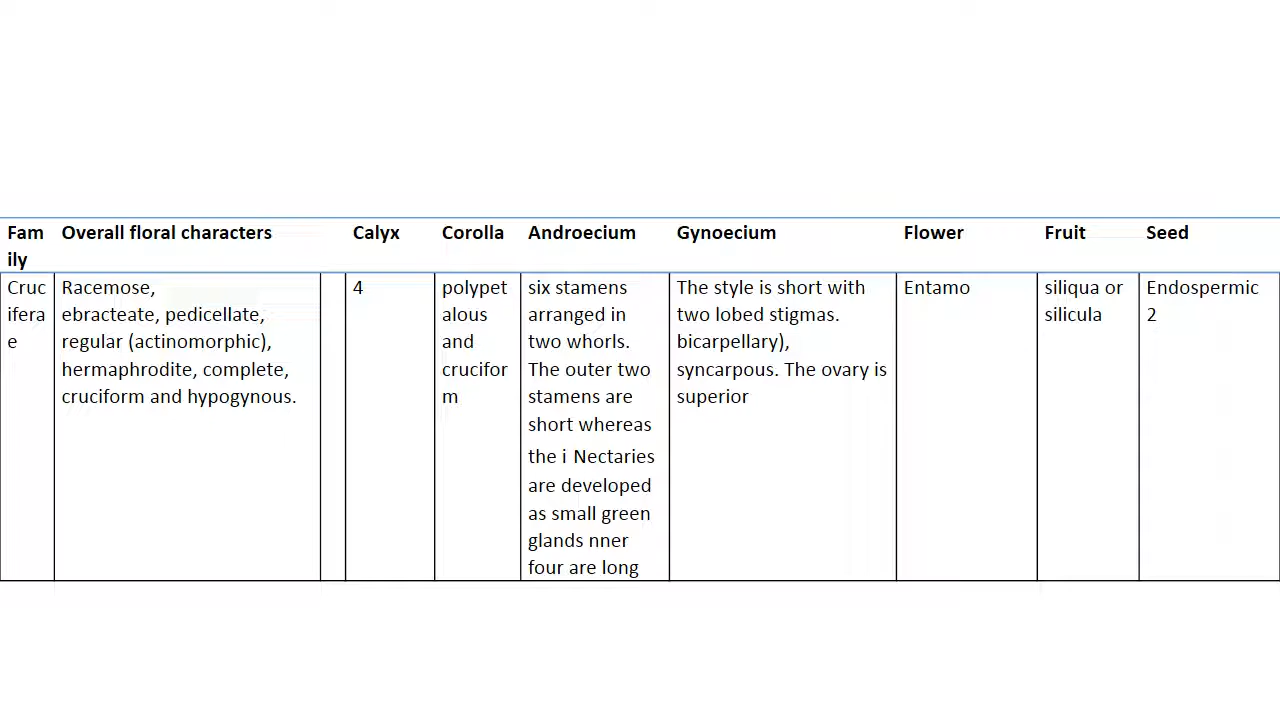 Fam
ily
Overall floral characters
Calyx
Corolla
Androecium
Gynoecium
Flower
Fruit
Seed
Cruc
ifera
e
Racemose,
ebracteate, pedicellate,
regular (actinomorphic),
hermaphrodite, complete,
cruciform and hypogynous.
4
polypet
alous
and
crucifor
m
six stamens
arranged in
two whorls.
The outer two
stamens are
short whereas
the i Nectaries
are developed
as small green
glands nner
four are long
The style is short with
two lobed stigmas.
bicarpellary),
syncarpous. The ovary is
superior
Entamo
siliqua or
silicula
Endospermic
2